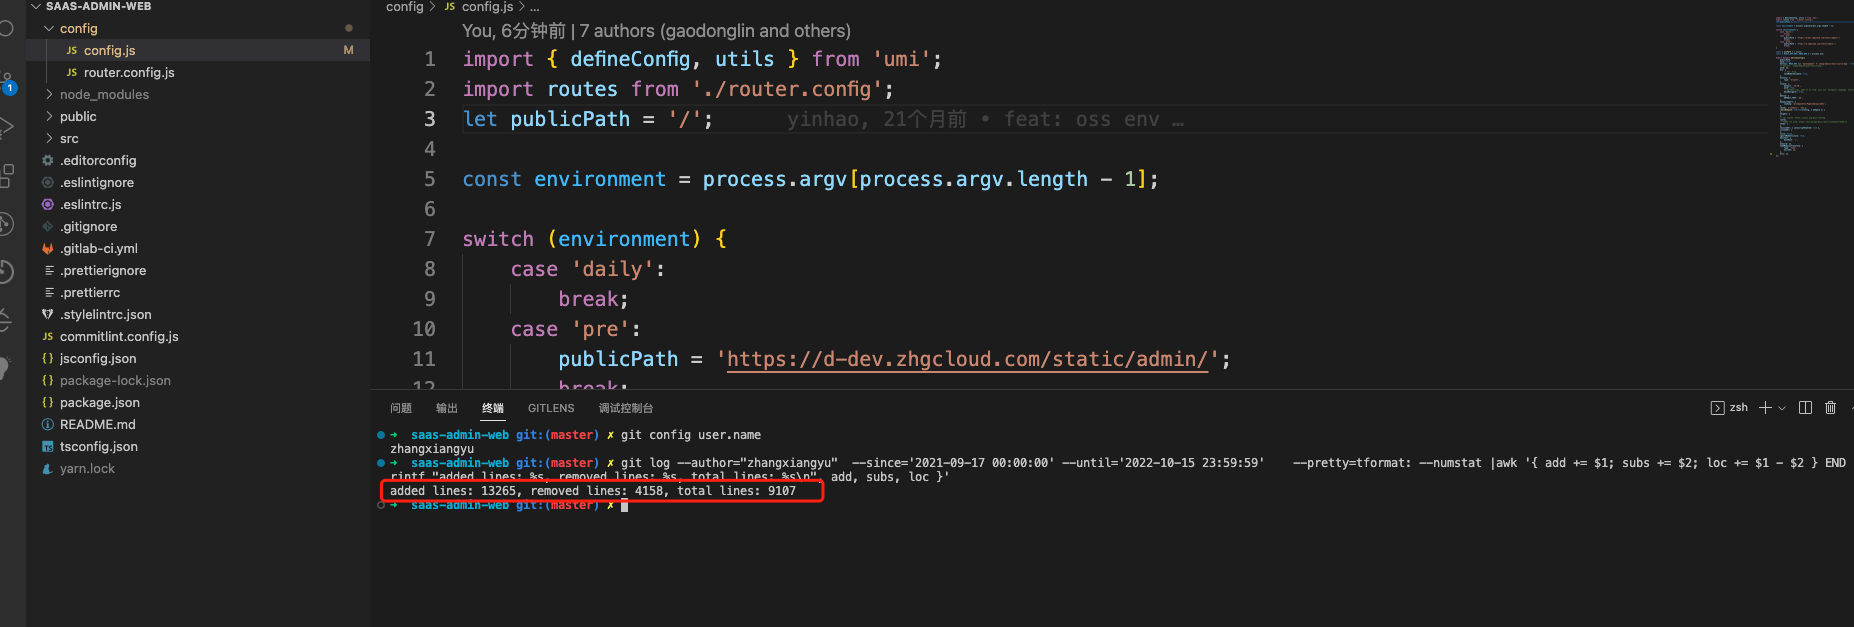 SAAS-ADMIN-WEB
config
config.js M
router.config.js
node_modules
public
src
.editorconfig
.eslintignore
.eslintrc.js
.gitignore
.gitlab-ci.yml
.prettierignore
.prettierrc
.stylelintrc.json
commitlint.config.js
jsconfig.json
package-lock.json
package.json
README.md
tsconfig.json
yarn.lock
1
config > JS config.js > ...
You, 6分钟前 | 7 authors (gaodonglin and others)
1 import { defineConfig, utils } from 'umi';
2 import routes from './router.config';
3 let publicPath = '/'; yinhao, 21个月前 • feat: oss env …
4
5 const environment = process.argv[process.argv.length - 1];
6
7 switch (environment) {
8 case 'daily':
9 break;
10 case 'pre':
11 publicPath = 'https://d-dev.zhgcloud.com/static/admin/';
12 break;
问题 输出 终端 GITLENS 调试控制台 zsh
➜ saas-admin-web git:(master) ✗ git config user.name
zhangxiangyu
➜ saas-admin-web git:(master) ✗ git log --author="zhangxiangyu" --since='2021-09-17 00:00:00' --until='2022-10-15 23:59:59' --pretty=tformat: --numstat |awk '{ add += $1; subs += $2; loc += $1 - $2 } END
rintf "added lines: %s, removed lines: %s, total lines: %s\n", add, subs, loc }'
added lines: 13265, removed lines: 4158, total lines: 9107
➜ saas-admin-web git:(master) ✗